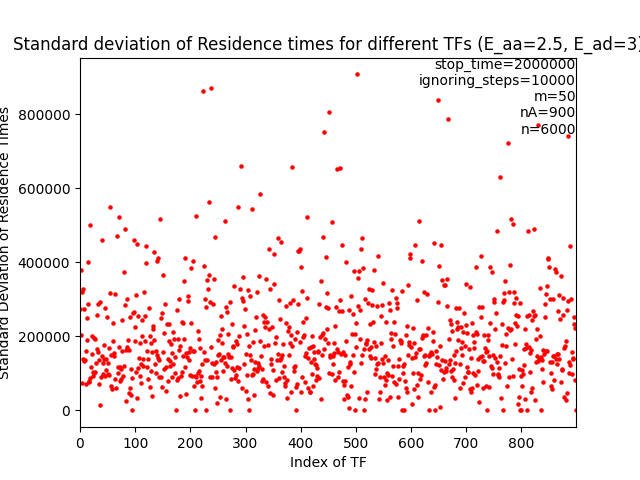 Standard deviation of Residence times for different TFs (E_aa=2.5, E_ad=3)
stop_time=2000000
ignoring_steps=10000
m=50
nA=900
n=6000
Standard Deviation of Residence Times
800000
600000
400000
200000
0
0 100 200 300 400 500 600 700 800
Index of TF